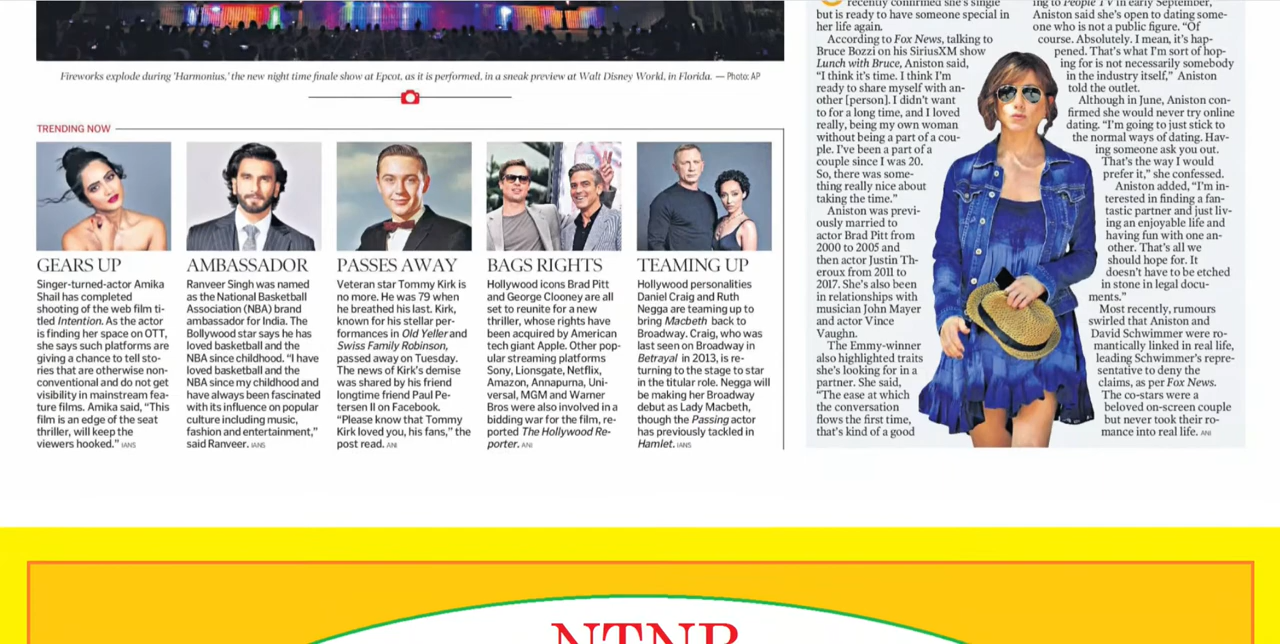 Fireworks explode during 'Harmonius,' the new night time finale show at Epcot, as it is performed, in a sneak preview at Walt Disney World, in Florida. — Photo: AP
TRENDING NOW
GEARS UP
Singer-turned-actor Amika
Shail has completed
shooting of the web film ti-
tled Intention. As the actor
is finding her space on OTT,
she says such platforms are
giving a chance to tell sto-
ries that are otherwise non-
conventional and do not get
visibility in mainstream fea-
ture films. Amika said, "This
film is an edge of the seat
thriller, will keep the
viewers hooked." IANS
AMBASSADOR
Ranveer Singh was named
as the National Basketball
Association (NBA) brand
ambassador for India. The
Bollywood star says he has
loved basketball and the
NBA since childhood. "I have
loved basketball and the
NBA since my childhood and
have always been fascinated
with its influence on popular
culture including music,
fashion and entertainment,"
said Ranveer. IANS
PASSES AWAY
Veteran star Tommy Kirk is
no more. He was 79 when
he breathed his last. Kirk,
known for his stellar per-
formances in Old Yeller and
Swiss Family Robinson,
passed away on Tuesday.
The news of Kirk's demise
was shared by his friend
longtime friend Paul Pe-
tersen II on Facebook.
"Please know that Tommy
Kirk loved you, his fans," the
post read. ANI
BAGS RIGHTS
Hollywood icons Brad Pitt
and George Clooney are all
set to reunite for a new
thriller, whose rights have
been acquired by American
tech giant Apple. Other pop-
ular streaming platforms
Sony, Lionsgate, Netflix,
Amazon, Annapurna, Uni-
versal, MGM and Warner
Bros were also involved in a
bidding war for the film, re-
ported The Hollywood Re-
porter. ANI
TEAMING UP
Hollywood personalities
Daniel Craig and Ruth
Negga are teaming up to
bring Macbeth back to
Broadway. Craig, who was
last seen on Broadway in
Betrayal in 2013, is re-
turning to the stage to star
in the titular role. Negga will
be making her Broadway
debut as Lady Macbeth,
though the Passing actor
has previously tackled in
Hamlet. IANS
recently confirmed she's single
but is ready to have someone special in
her life again.
According to Fox News, talking to
Bruce Bozzi on his SiriusXM show
Lunch with Bruce, Aniston said,
"I think it's time. I think I'm
ready to share myself with an-
other [person]. I didn't want
to for a long time, and I loved
really, being my own woman
without being a part of a cou-
ple. I've been a part of a
couple since I was 20.
So, there was some-
thing really nice about
taking the time."
Aniston was previ-
ously married to
actor Brad Pitt from
2000 to 2005 and
then actor Justin Th-
eroux from 2011 to
2017. She's also been
in relationships with
musician John Mayer
and actor Vince
Vaughn.
The Emmy-winner
also highlighted traits
she's looking for in a
partner. She said,
"The ease at which
the conversation
flows the first time,
that's kind of a good
ing to People TV in early September,
Aniston said she's open to dating some-
one who is not a public figure. "Of
course. Absolutely. I mean, it's hap-
pened. That's what I'm sort of hop-
ing for is not necessarily somebody
in the industry itself," Aniston
told the outlet.
Although in June, Aniston con-
firmed she would never try online
dating. "I'm going to just stick to
the normal ways of dating. Hav-
ing someone ask you out.
That's the way I would
prefer it," she confessed.
Aniston added, "I'm in-
terested in finding a fan-
tastic partner and just liv-
ing an enjoyable life and
having fun with one an-
other. That's all we
should hope for. It
doesn't have to be etched
in stone in legal docu-
ments."
Most recently, rumours
swirled that Aniston and
David Schwimmer were ro-
mantically linked in real life,
leading Schwimmer's repre-
sentative to deny the
claims, as per Fox News.
The co-stars were a
beloved on-screen couple
but never took their ro-
mance into real life. ANI
NTNR